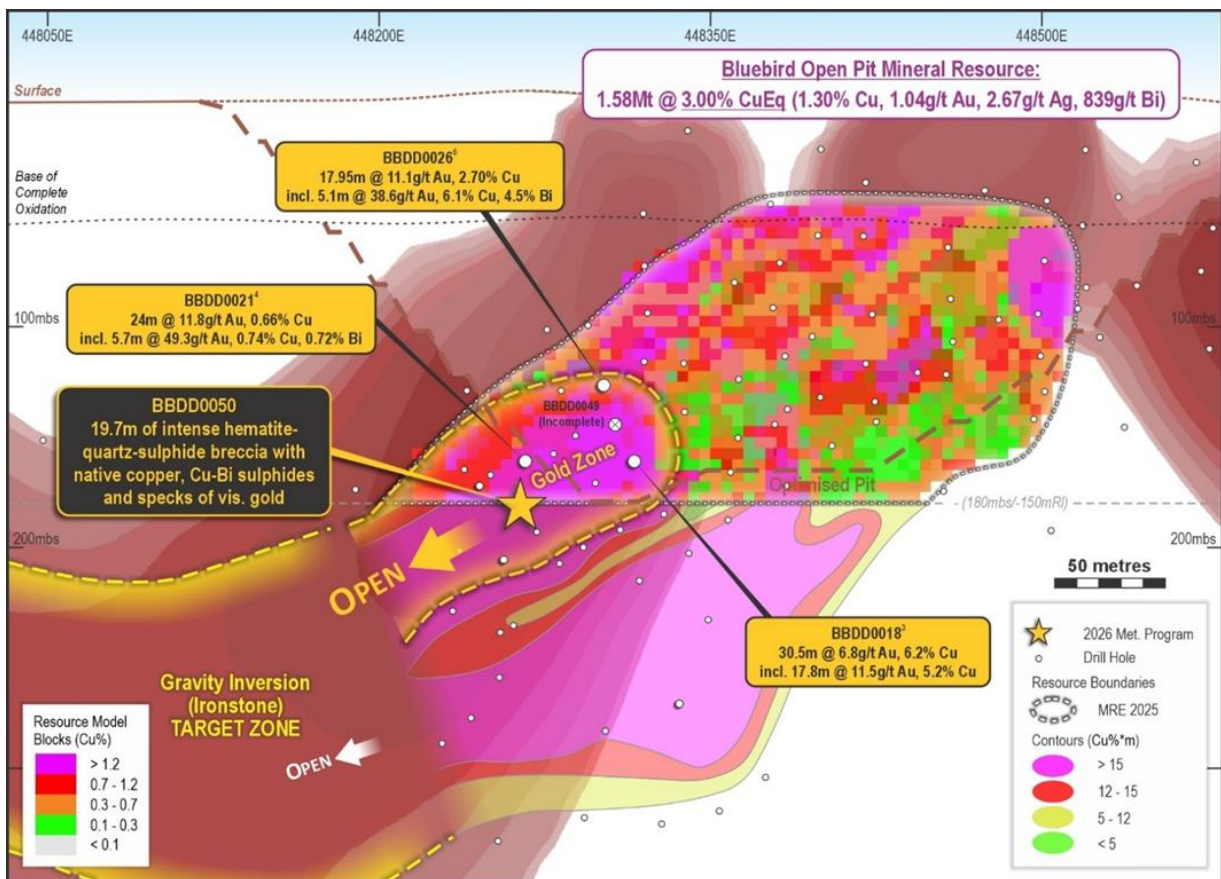 448050E
448200E
448350E
448500E
Bluebird Open Pit Mineral Resource:
1.58Mt @ 3.00% CuEq (1.30% Cu, 1.04g/t Au, 2.67g/t Ag, 839g/t Bi)
Surface
BBDD0026⁶
17.95m @ 11.1g/t Au, 2.70% Cu
incl. 5.1m @ 38.6g/t Au, 6.1% Cu, 4.5% Bi
Base of
Complete
Oxidation
BBDD0021⁴
24m @ 11.8g/t Au, 0.66% Cu
incl. 5.7m @ 49.3g/t Au, 0.74% Cu, 0.72% Bi
100mbs
100mbs
BBDD0050
19.7m of intense hematite-
quartz-sulphide breccia with
native copper, Cu-Bi sulphides
and specks of vis. gold
BBDD0049
(Incomplete)
Gold Zone
Optimised Pit
(180mbs/-150mRl)
200mbs
200mbs
OPEN
50 metres
BBDD0018³
30.5m @ 6.8g/t Au, 6.2% Cu
incl. 17.8m @ 11.5g/t Au, 5.2% Cu
Gravity Inversion
(Ironstone)
TARGET ZONE
OPEN
Resource Model
Blocks (Cu%)
> 1.2
0.7 - 1.2
0.3 - 0.7
0.1 - 0.3
< 0.1
2026 Met. Program
Drill Hole
Resource Boundaries
MRE 2025
Contours (Cu%*m)
> 15
12 - 15
5 - 12
< 5